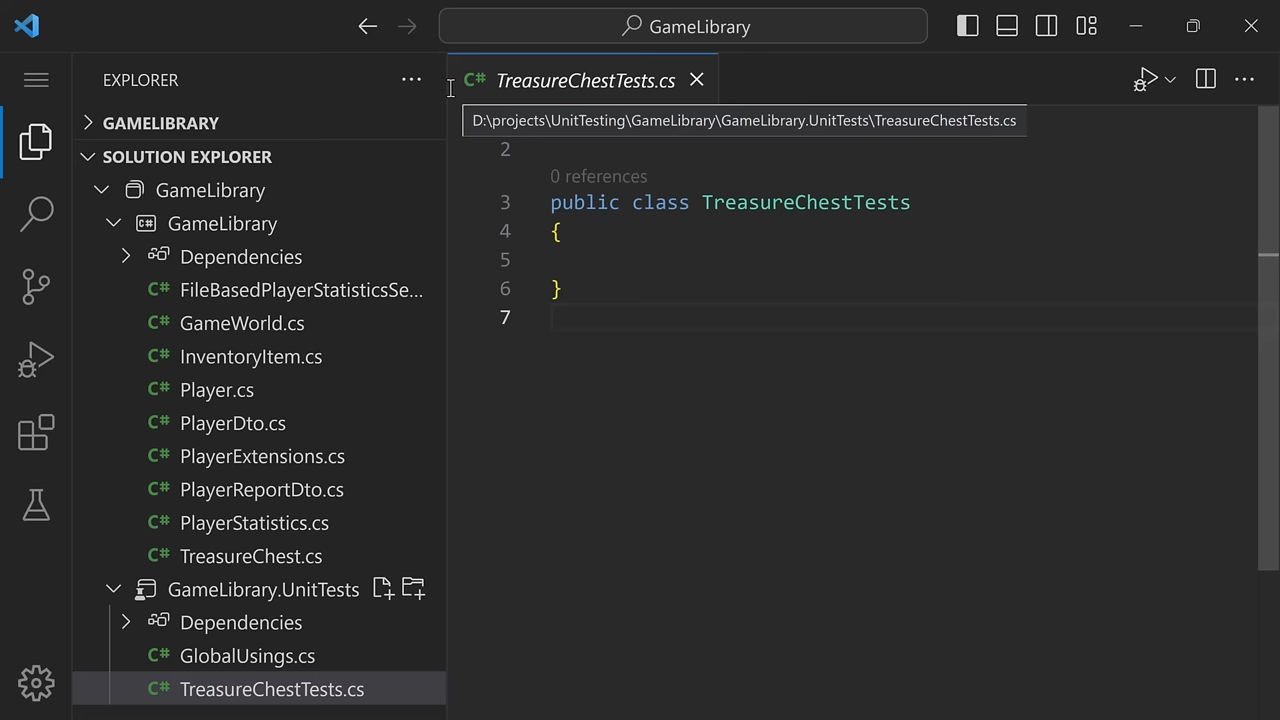 GameLibrary
EXPLORER
GAMELIBRARY
SOLUTION EXPLORER
GameLibrary
GameLibrary
Dependencies
C# FileBasedPlayerStatisticsSe...
C# GameWorld.cs
C# InventoryItem.cs
C# Player.cs
C# PlayerDto.cs
C# PlayerExtensions.cs
C# PlayerReportDto.cs
C# PlayerStatistics.cs
C# TreasureChest.cs
GameLibrary.UnitTests
Dependencies
C# GlobalUsings.cs
C# TreasureChestTests.cs
C# TreasureChestTests.cs
D:\projects\UnitTesting\GameLibrary\GameLibrary.UnitTests\TreasureChestTests.cs
2
0 references
3 public class TreasureChestTests
4 {
5
6 }
7